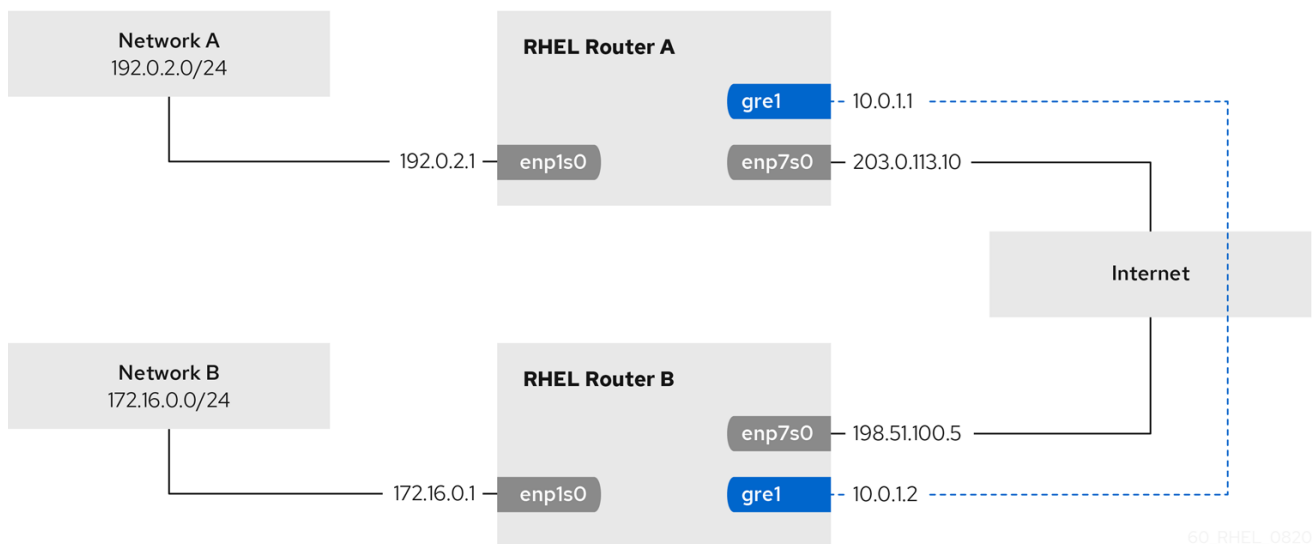 Network A
192.0.2.0/24
RHEL Router A
gre1
10.0.1.1
192.0.2.1
enp1s0
enp7s0
203.0.113.10
Internet
Network B
172.16.0.0/24
RHEL Router B
enp7s0
198.51.100.5
172.16.0.1
enp1s0
gre1
10.0.1.2
60_RHEL_0820